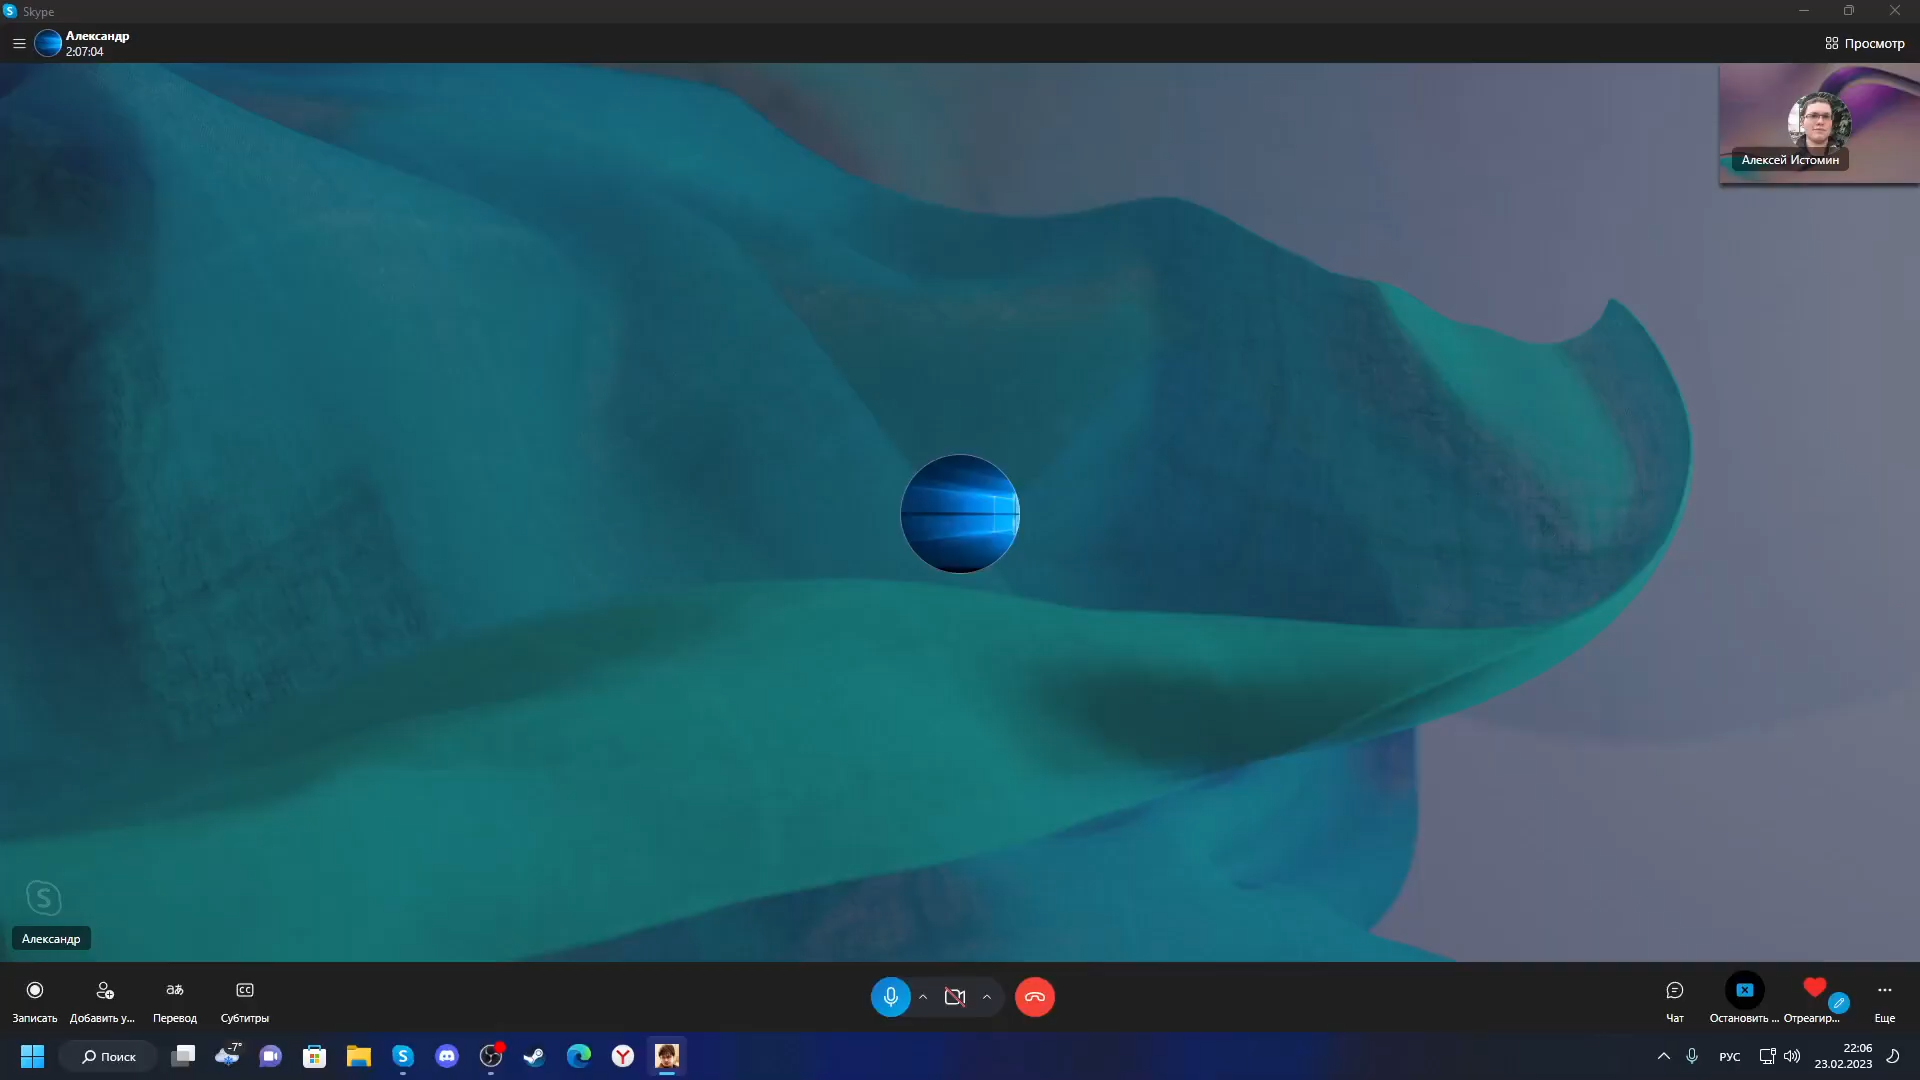 Skype
Александр
2:07:04
Просмотр
Алексей Истомин
Александр
Записать
Добавить у...
Перевод
Субтитры
Чат
Остановить ...
Отреагир...
Еще
-7°
Поиск
РУС
22:06
23.02.2023